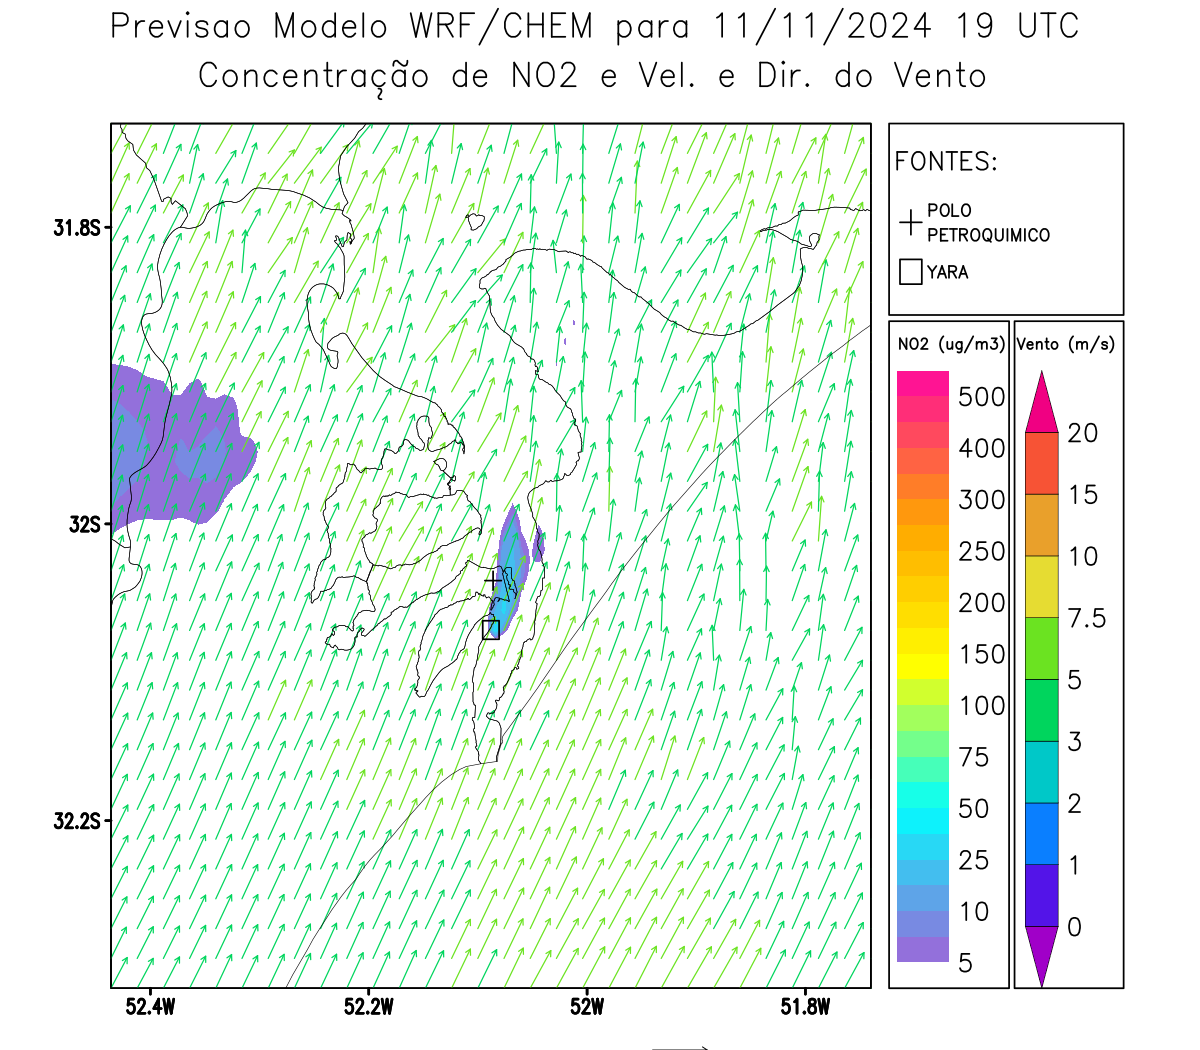 Previsao Modelo WRF/CHEM para 11/11/2024 19 UTC
Concentração de NO2 e Vel. e Dir. do Vento
FONTES:
POLO
PETROQUIMICO
YARA
NO2 (ug/m3)
500
400
300
250
200
150
100
75
50
25
10
5
Vento (m/s)
20
15
10
7.5
5
3
2
1
0
31.8S
32S
32.2S
52.4W 52.2W 52W 51.8W